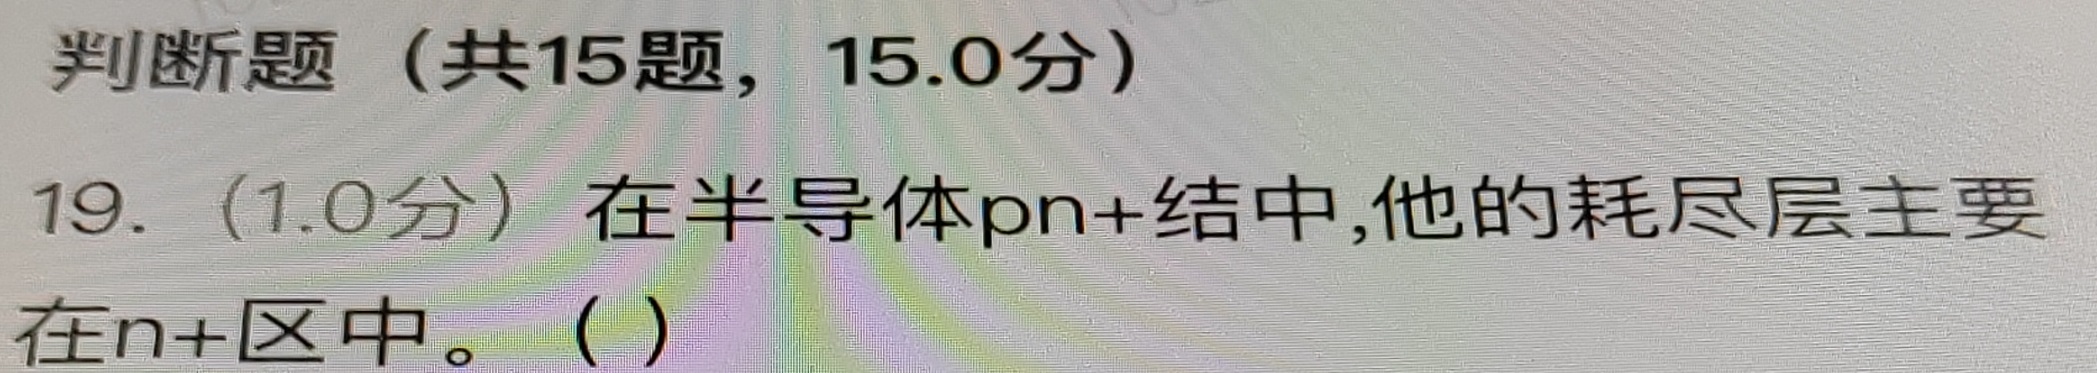 判断题（共15题，15.0分）
19.（1.0分）在半导体pn+结中,他的耗尽层主要
在n+区中。（ ）